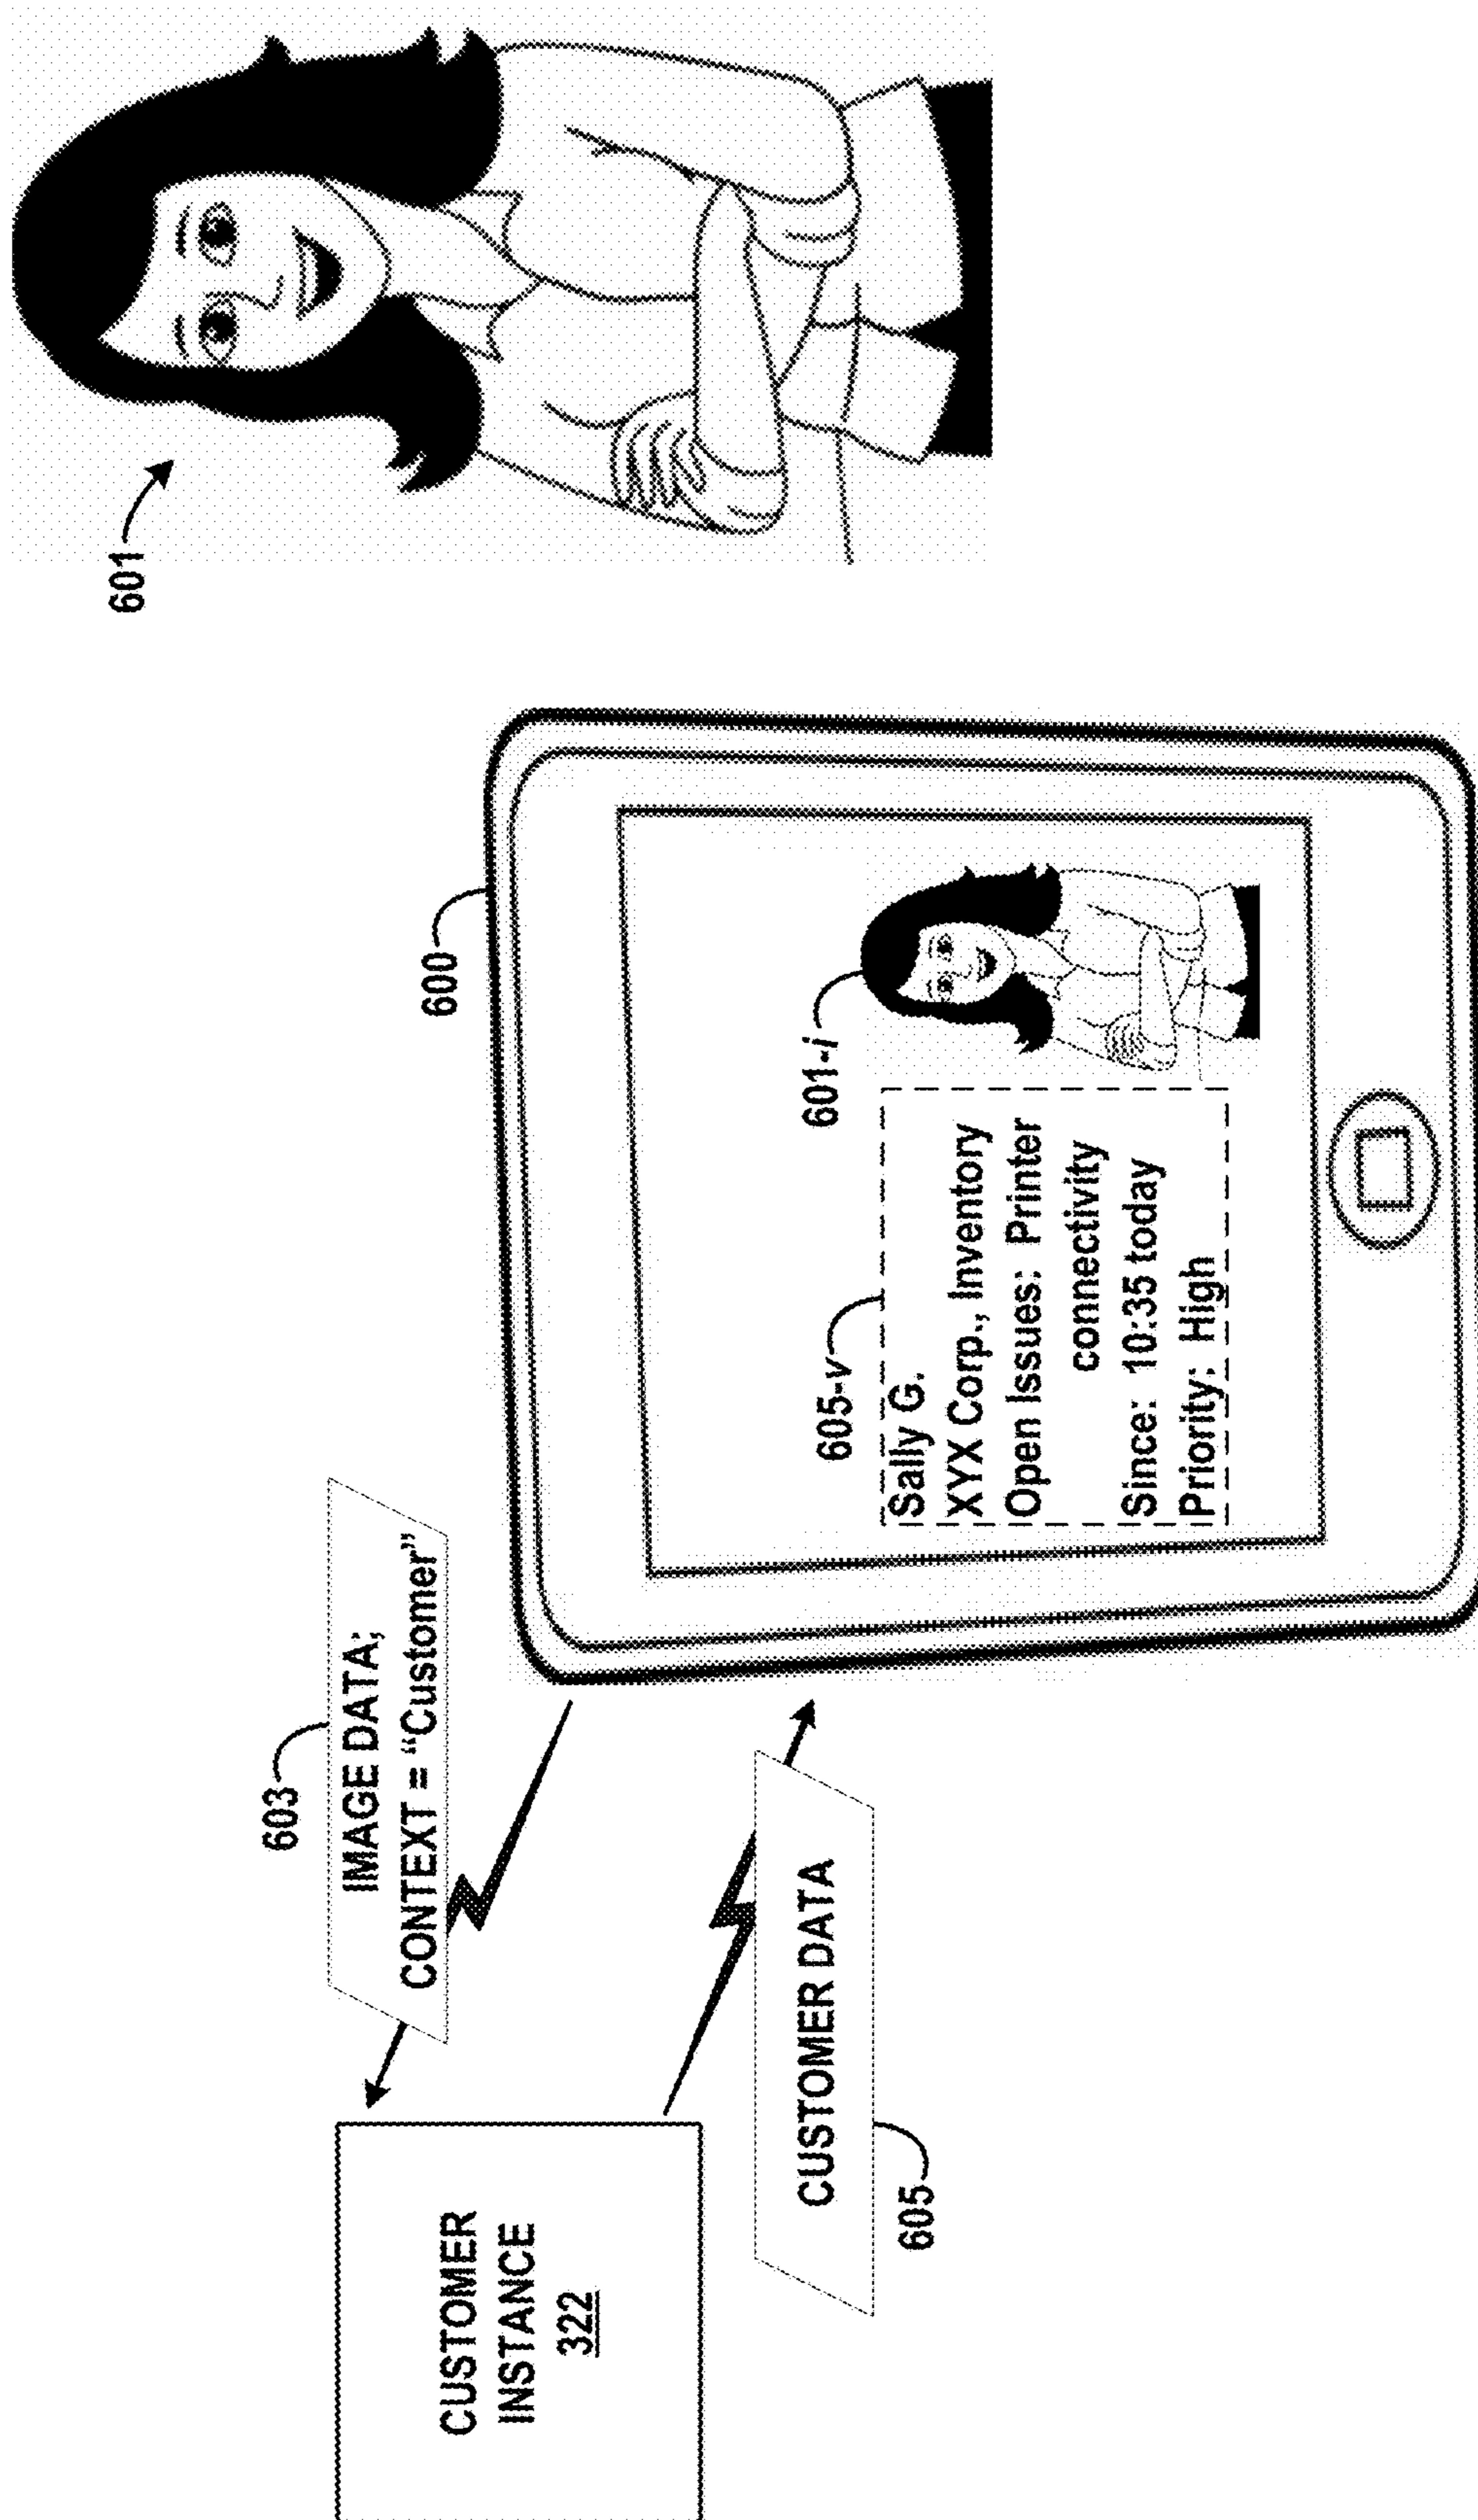 CUSTOMER
INSTANCE
322
603
IMAGE DATA;
CONTEXT = “Customer”
CUSTOMER DATA
605
600
605-v
Sally G.
XYX Corp., Inventory
Open Issues: Printer
connectivity
Since: 10:35 today
Priority: High
601-i
601